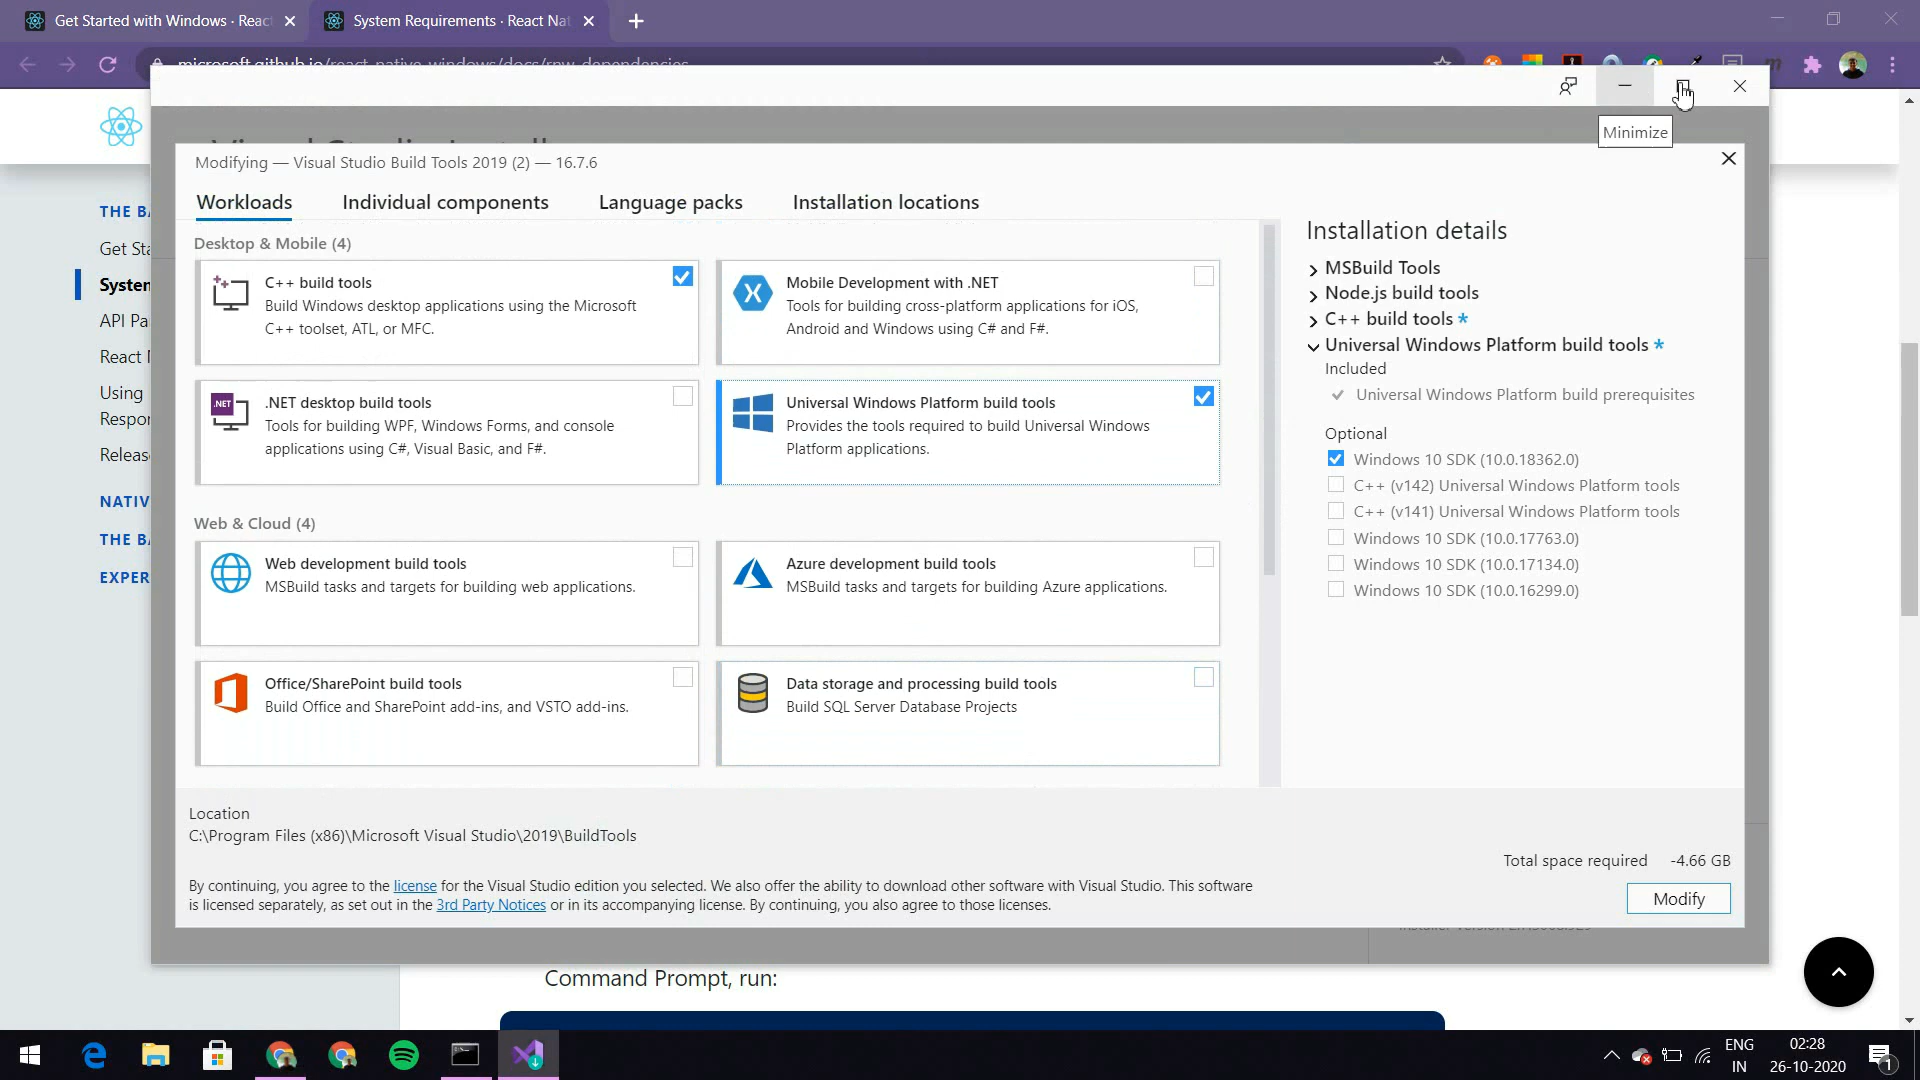 Get Started with Windows · Reac
System Requirements · React Nat
microsoft.github.io/react-native-windows/docs/rnw-dependencies
Minimize
Modifying — Visual Studio Build Tools 2019 (2) — 16.7.6
Workloads
Individual components
Language packs
Installation locations
Desktop & Mobile (4)
C++ build tools
Build Windows desktop applications using the Microsoft
C++ toolset, ATL, or MFC.
Mobile Development with .NET
Tools for building cross-platform applications for iOS,
Android and Windows using C# and F#.
.NET desktop build tools
Tools for building WPF, Windows Forms, and console
applications using C#, Visual Basic, and F#.
Universal Windows Platform build tools
Provides the tools required to build Universal Windows
Platform applications.
Web & Cloud (4)
Web development build tools
MSBuild tasks and targets for building web applications.
Azure development build tools
MSBuild tasks and targets for building Azure applications.
Office/SharePoint build tools
Build Office and SharePoint add-ins, and VSTO add-ins.
Data storage and processing build tools
Build SQL Server Database Projects
Installation details
MSBuild Tools
Node.js build tools
C++ build tools *
Universal Windows Platform build tools *
Included
Universal Windows Platform build prerequisites
Optional
Windows 10 SDK (10.0.18362.0)
C++ (v142) Universal Windows Platform tools
C++ (v141) Universal Windows Platform tools
Windows 10 SDK (10.0.17763.0)
Windows 10 SDK (10.0.17134.0)
Windows 10 SDK (10.0.16299.0)
Location
C:\Program Files (x86)\Microsoft Visual Studio\2019\BuildTools
Total space required -4.66 GB
By continuing, you agree to the license for the Visual Studio edition you selected. We also offer the ability to download other software with Visual Studio. This software
is licensed separately, as set out in the 3rd Party Notices or in its accompanying license. By continuing, you also agree to those licenses.
Modify
THE BA
Get Sta
System
API Pa
React N
Using
Respon
Releas
NATIV
THE BA
EXPER
Command Prompt, run:
ENG
IN
02:28
26-10-2020
1